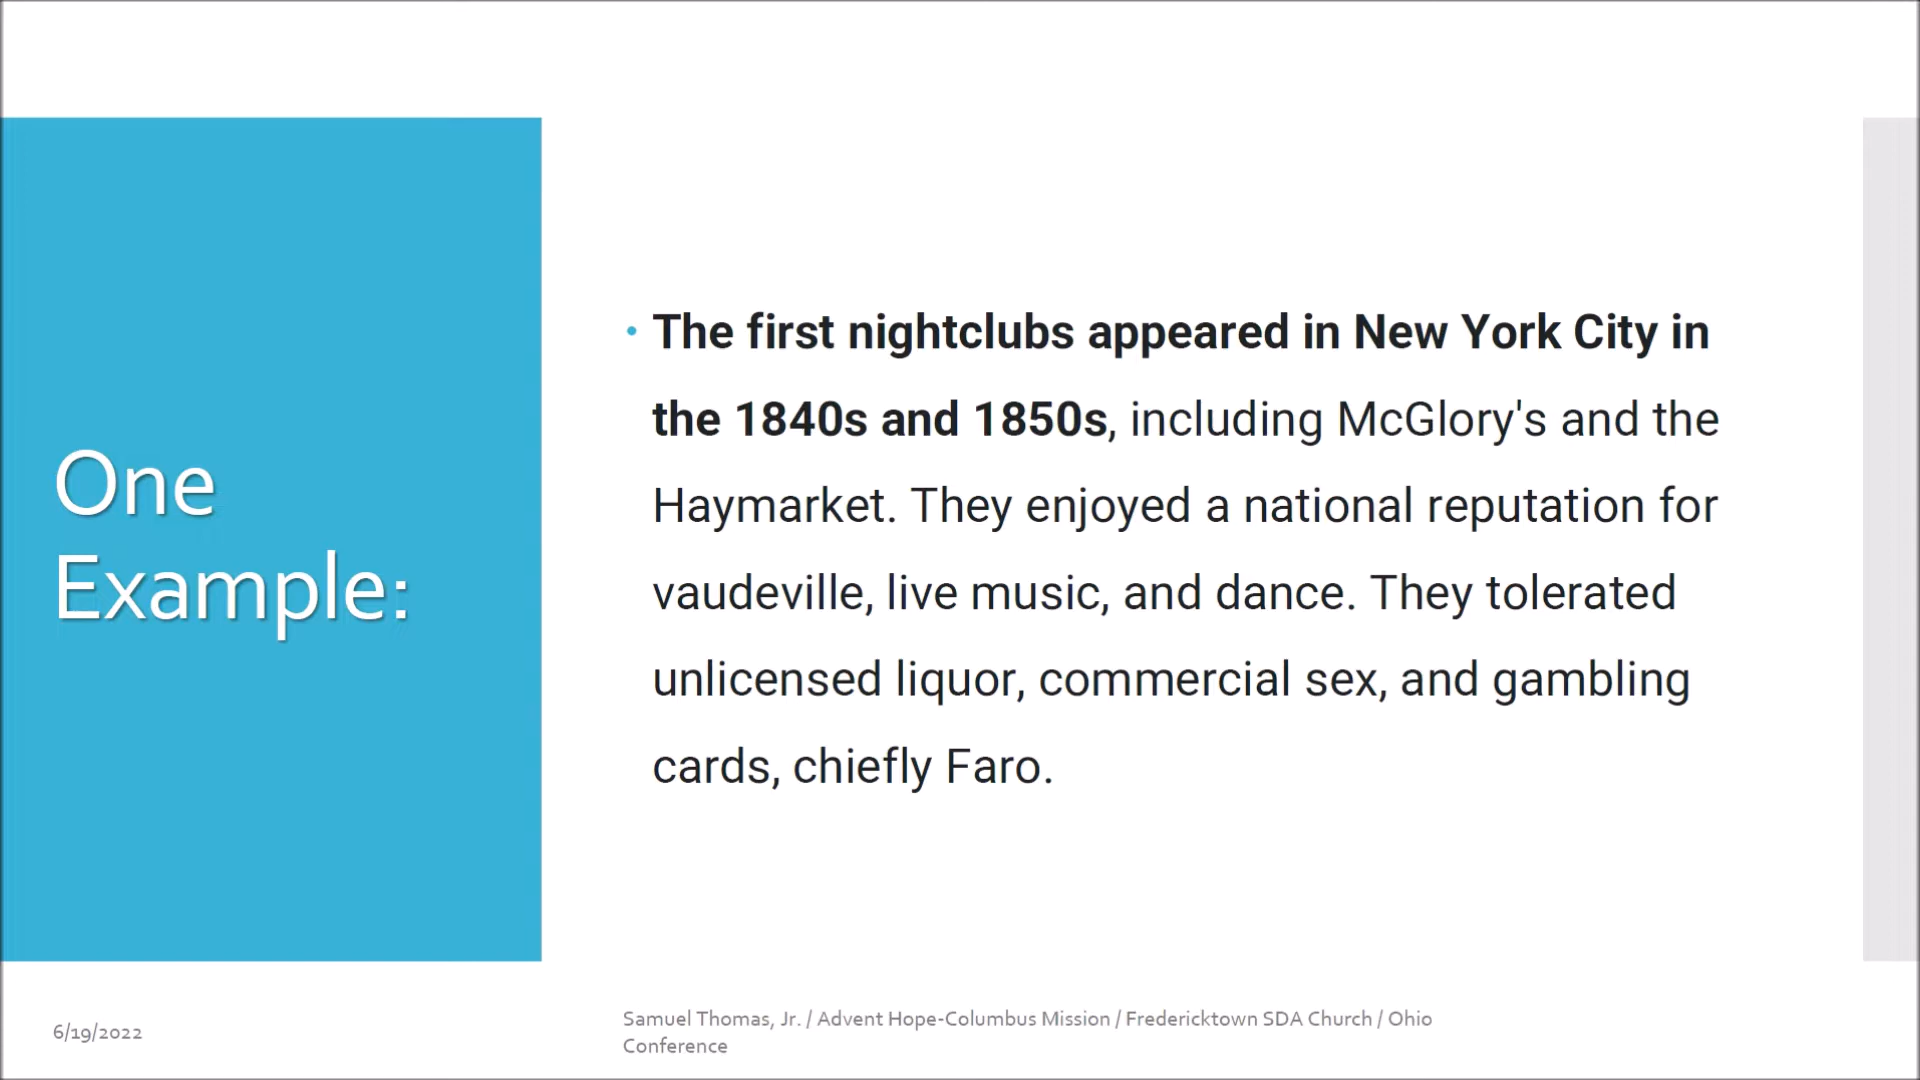 One
Example:
• The first nightclubs appeared in New York City in
the 1840s and 1850s, including McGlory's and the
Haymarket. They enjoyed a national reputation for
vaudeville, live music, and dance. They tolerated
unlicensed liquor, commercial sex, and gambling
cards, chiefly Faro.
6/19/2022
Samuel Thomas, Jr. / Advent Hope-Columbus Mission / Fredericktown SDA Church / Ohio
Conference